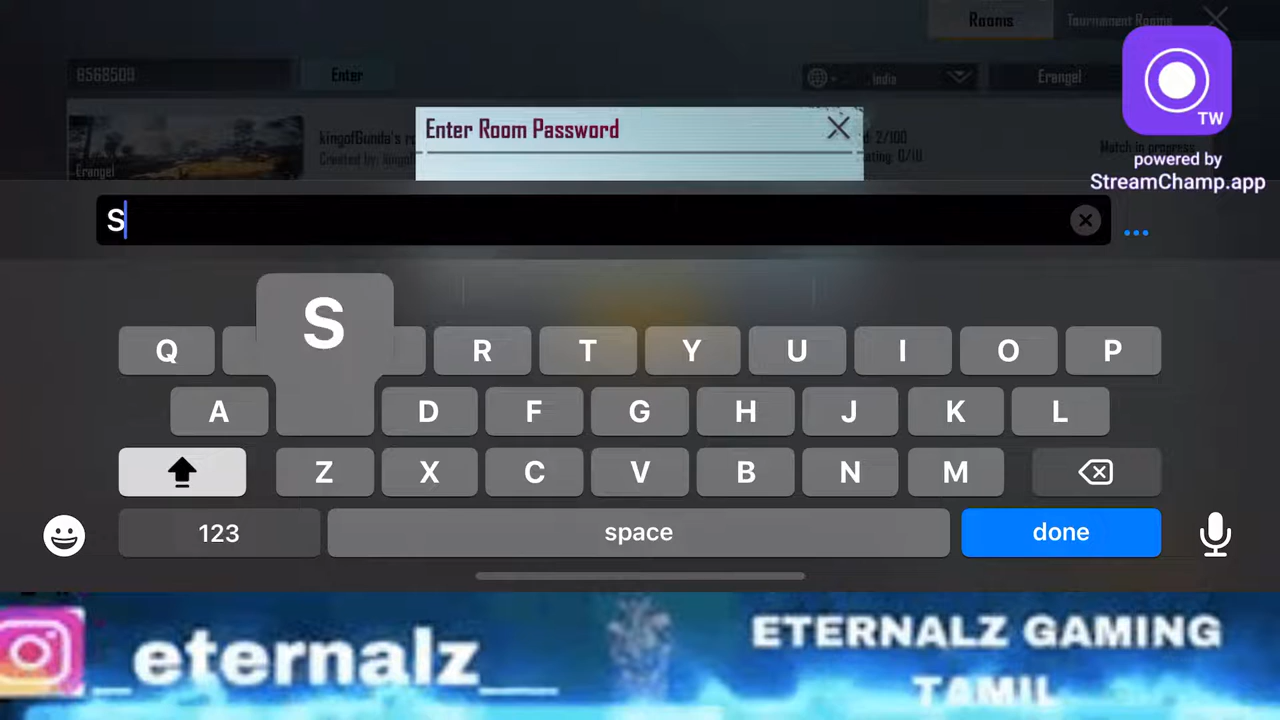 Rooms
Tournament Rooms
Enter
India
Erangel
TW
Enter Room Password
kingofGunda's
2/100
Match in progress
Erangel
powered by
StreamChamp.app
S
...
S
Q
R
T
Y
U
I
O
P
A
D
F
G
H
J
K
L
Z
X
C
V
B
N
M
123
space
done
_eternalz__
ETERNALZ GAMING
TAMIL